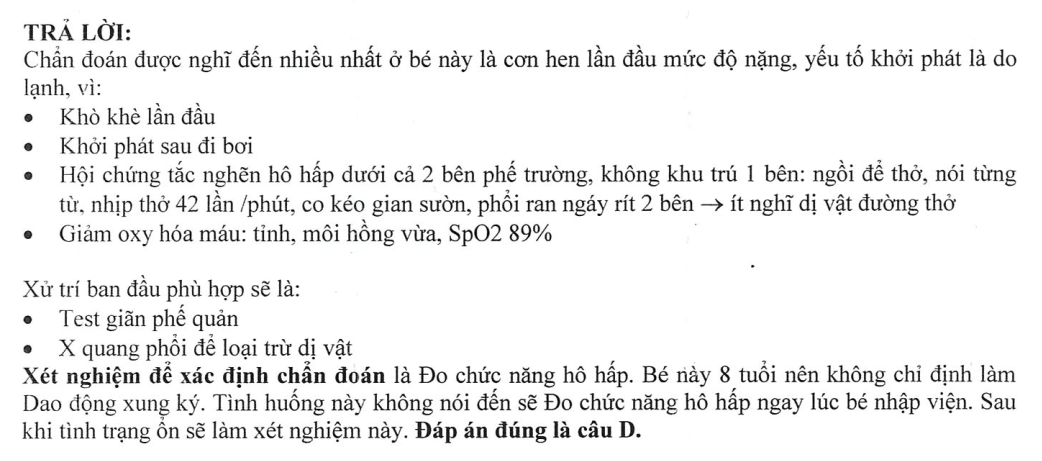 TRẢ LỜI:
Chẩn đoán được nghĩ đến nhiều nhất ở bé này là cơn hen lần đầu mức độ nặng, yếu tố khởi phát là do
lạnh, vì:
• Khò khè lần đầu
• Khởi phát sau đi bơi
• Hội chứng tắc nghẽn hô hấp dưới cả 2 bên phế trường, không khu trú 1 bên: ngồi để thở, nói từng
từ, nhịp thở 42 lần /phút, co kéo gian sườn, phổi ran ngáy rít 2 bên → ít nghĩ dị vật đường thở
• Giảm oxy hóa máu: tỉnh, môi hồng vừa, SpO2 89%
Xử trí ban đầu phù hợp sẽ là:
• Test giãn phế quản
• X quang phổi để loại trừ dị vật
Xét nghiệm để xác định chẩn đoán là Đo chức năng hô hấp. Bé này 8 tuổi nên không chỉ định làm
Dao động xung ký. Tình huống này không nói đến sẽ Đo chức năng hô hấp ngay lúc bé nhập viện. Sau
khi tình trạng ổn sẽ làm xét nghiệm này. Đáp án đúng là câu D.